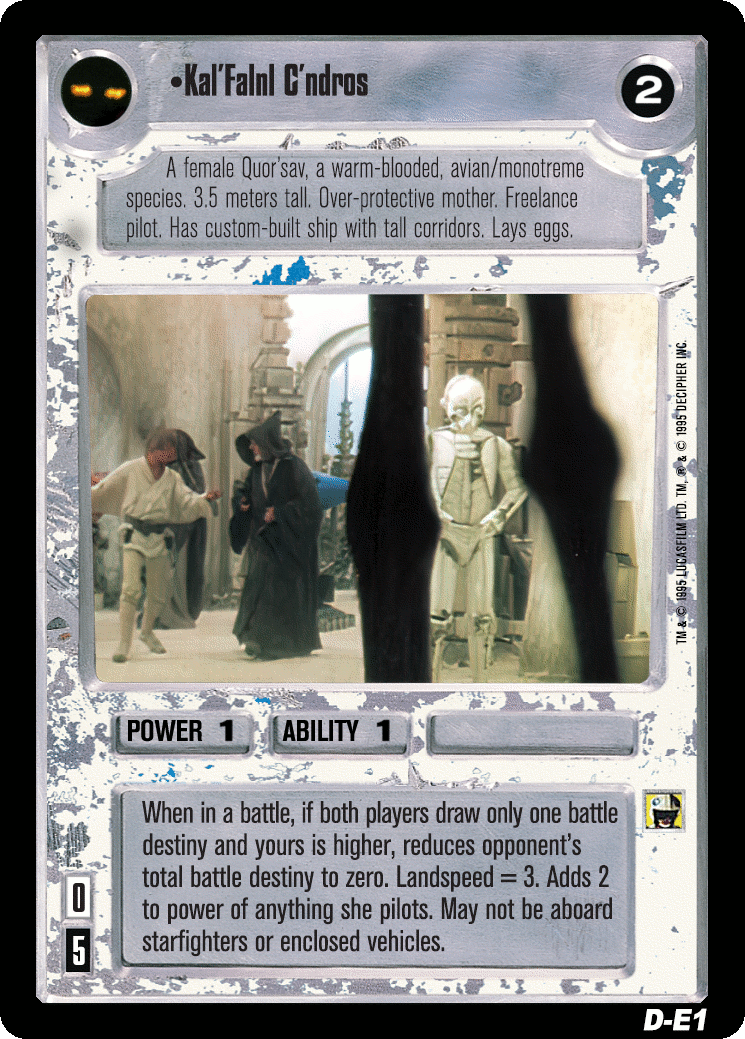 •Kal'Falnl C'ndros
2
A female Quor'sav, a warm-blooded, avian/monotreme
species. 3.5 meters tall. Over-protective mother. Freelance
pilot. Has custom-built ship with tall corridors. Lays eggs.
TM & © 1995 LUCASFILM LTD. TM, ® & © 1995 DECIPHER INC.
POWER 1
ABILITY 1
When in a battle, if both players draw only one battle
destiny and yours is higher, reduces opponent's
total battle destiny to zero. Landspeed = 3. Adds 2
to power of anything she pilots. May not be aboard
starfighters or enclosed vehicles.
0
5
D-E1